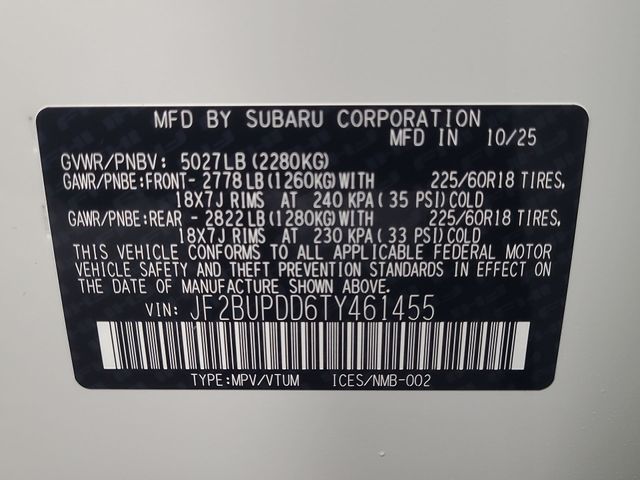 MFD BY SUBARU CORPORATION
MFD IN 10/25
GVWR/PNBV: 5027LB (2280KG)
GAWR/PNBE:FRONT- 2778 LB (1260KG) WITH 225/60R18 TIRES,
18X7J RIMS AT 240 KPA ( 35 PSI) COLD
GAWR/PNBE:REAR - 2822 LB (1280KG) WITH 225/60R18 TIRES,
18X7J RIMS AT 230 KPA ( 33 PSI) COLD
THIS VEHICLE CONFORMS TO ALL APPLICABLE FEDERAL MOTOR
VEHICLE SAFETY AND THEFT PREVENTION STANDARDS IN EFFECT
ON THE DATE OF MANUFACTURE SHOWN ABOVE.
VIN: JF2BUPDD6TY461455
TYPE:MPV/VTUM ICES/NMB-002